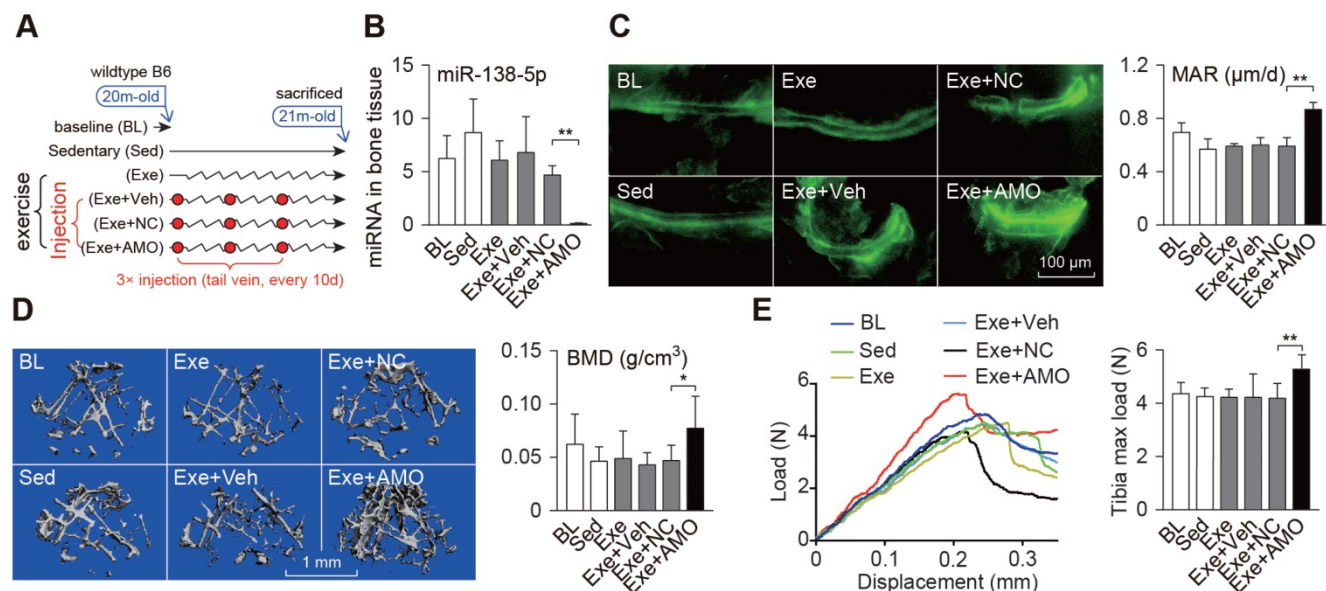 A
wildtype B6
20m-old
sacrificed
21m-old
baseline (BL)
Sedentary (Sed)
(Exe)
(Exe+Veh)
(Exe+NC)
(Exe+AMO)
exercise
Injection
3× injection (tail vein, every 10d)
B
miR-138-5p
miRNA in bone tissue
15
10
5
0
BL
Sed
Exe
Exe+Veh
Exe+NC
Exe+AMO
**
C
BL
Exe
Exe+NC
Sed
Exe+Veh
Exe+AMO
100 µm
MAR (µm/d)
**
1.2
0.6
0
BL
Sed
Exe
Exe+Veh
Exe+NC
Exe+AMO
D
BL
Exe
Exe+NC
Sed
Exe+Veh
Exe+AMO
1 mm
BMD (g/cm³)
*
0.15
0.10
0.05
0
BL
Sed
Exe
Exe+Veh
Exe+NC
Exe+AMO
E
BL
Sed
Exe
Exe+Veh
Exe+NC
Exe+AMO
Load (N)
6
4
2
0
0
0.1
0.2
0.3
Displacement (mm)
Tibia max load (N)
**
6
4
2
0
BL
Sed
Exe
Exe+Veh
Exe+NC
Exe+AMO